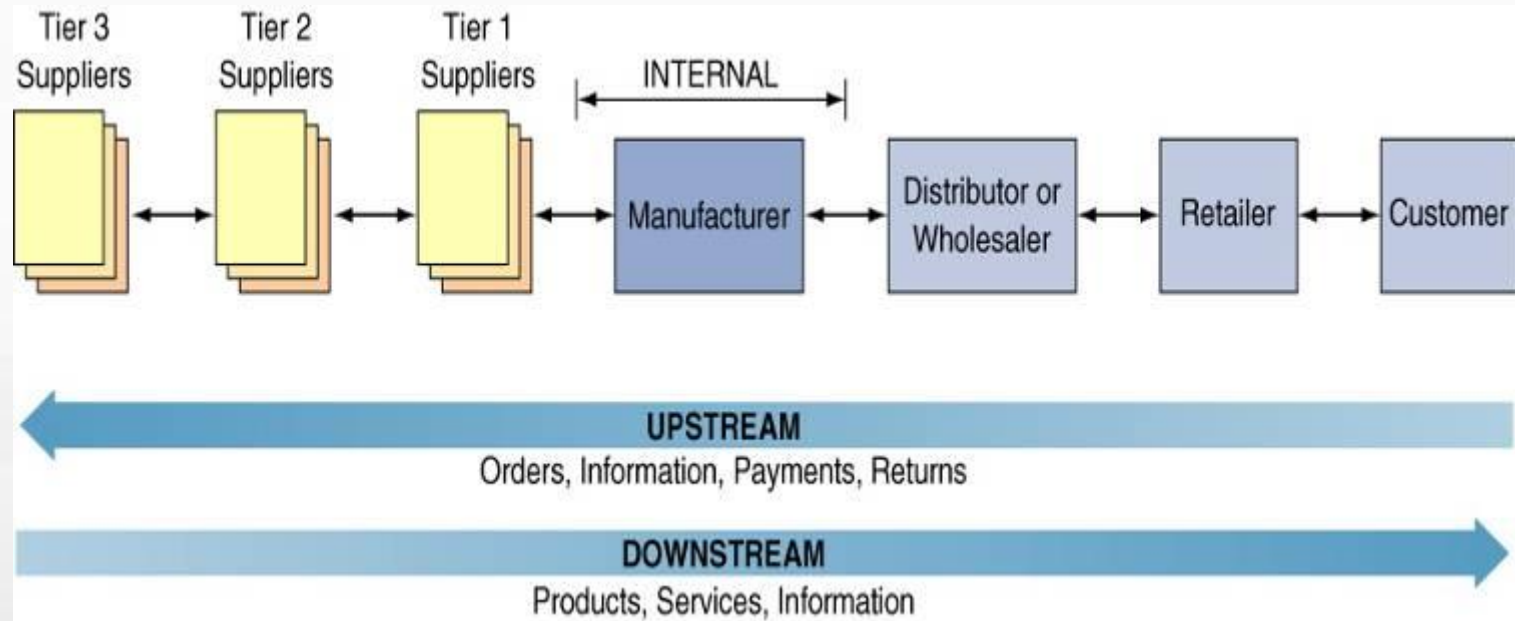 Tier 3
Suppliers
Tier 2
Suppliers
Tier 1
Suppliers
INTERNAL
Manufacturer
Distributor or
Wholesaler
Retailer
Customer
UPSTREAM
Orders, Information, Payments, Returns
DOWNSTREAM
Products, Services, Information